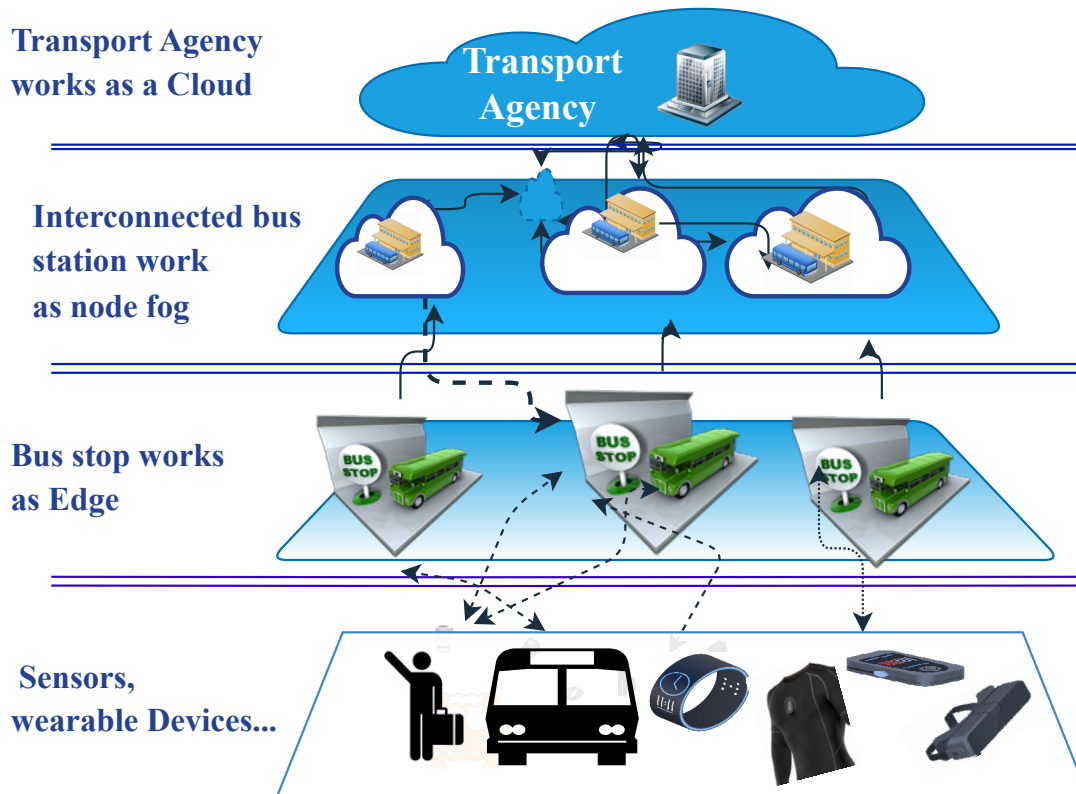 Transport Agency
works as a Cloud
Transport
Agency
Interconnected bus
station work
as node fog
Bus stop works
as Edge
BUS
STOP
BUS
STOP
BUS
STOP
Sensors,
wearable Devices...